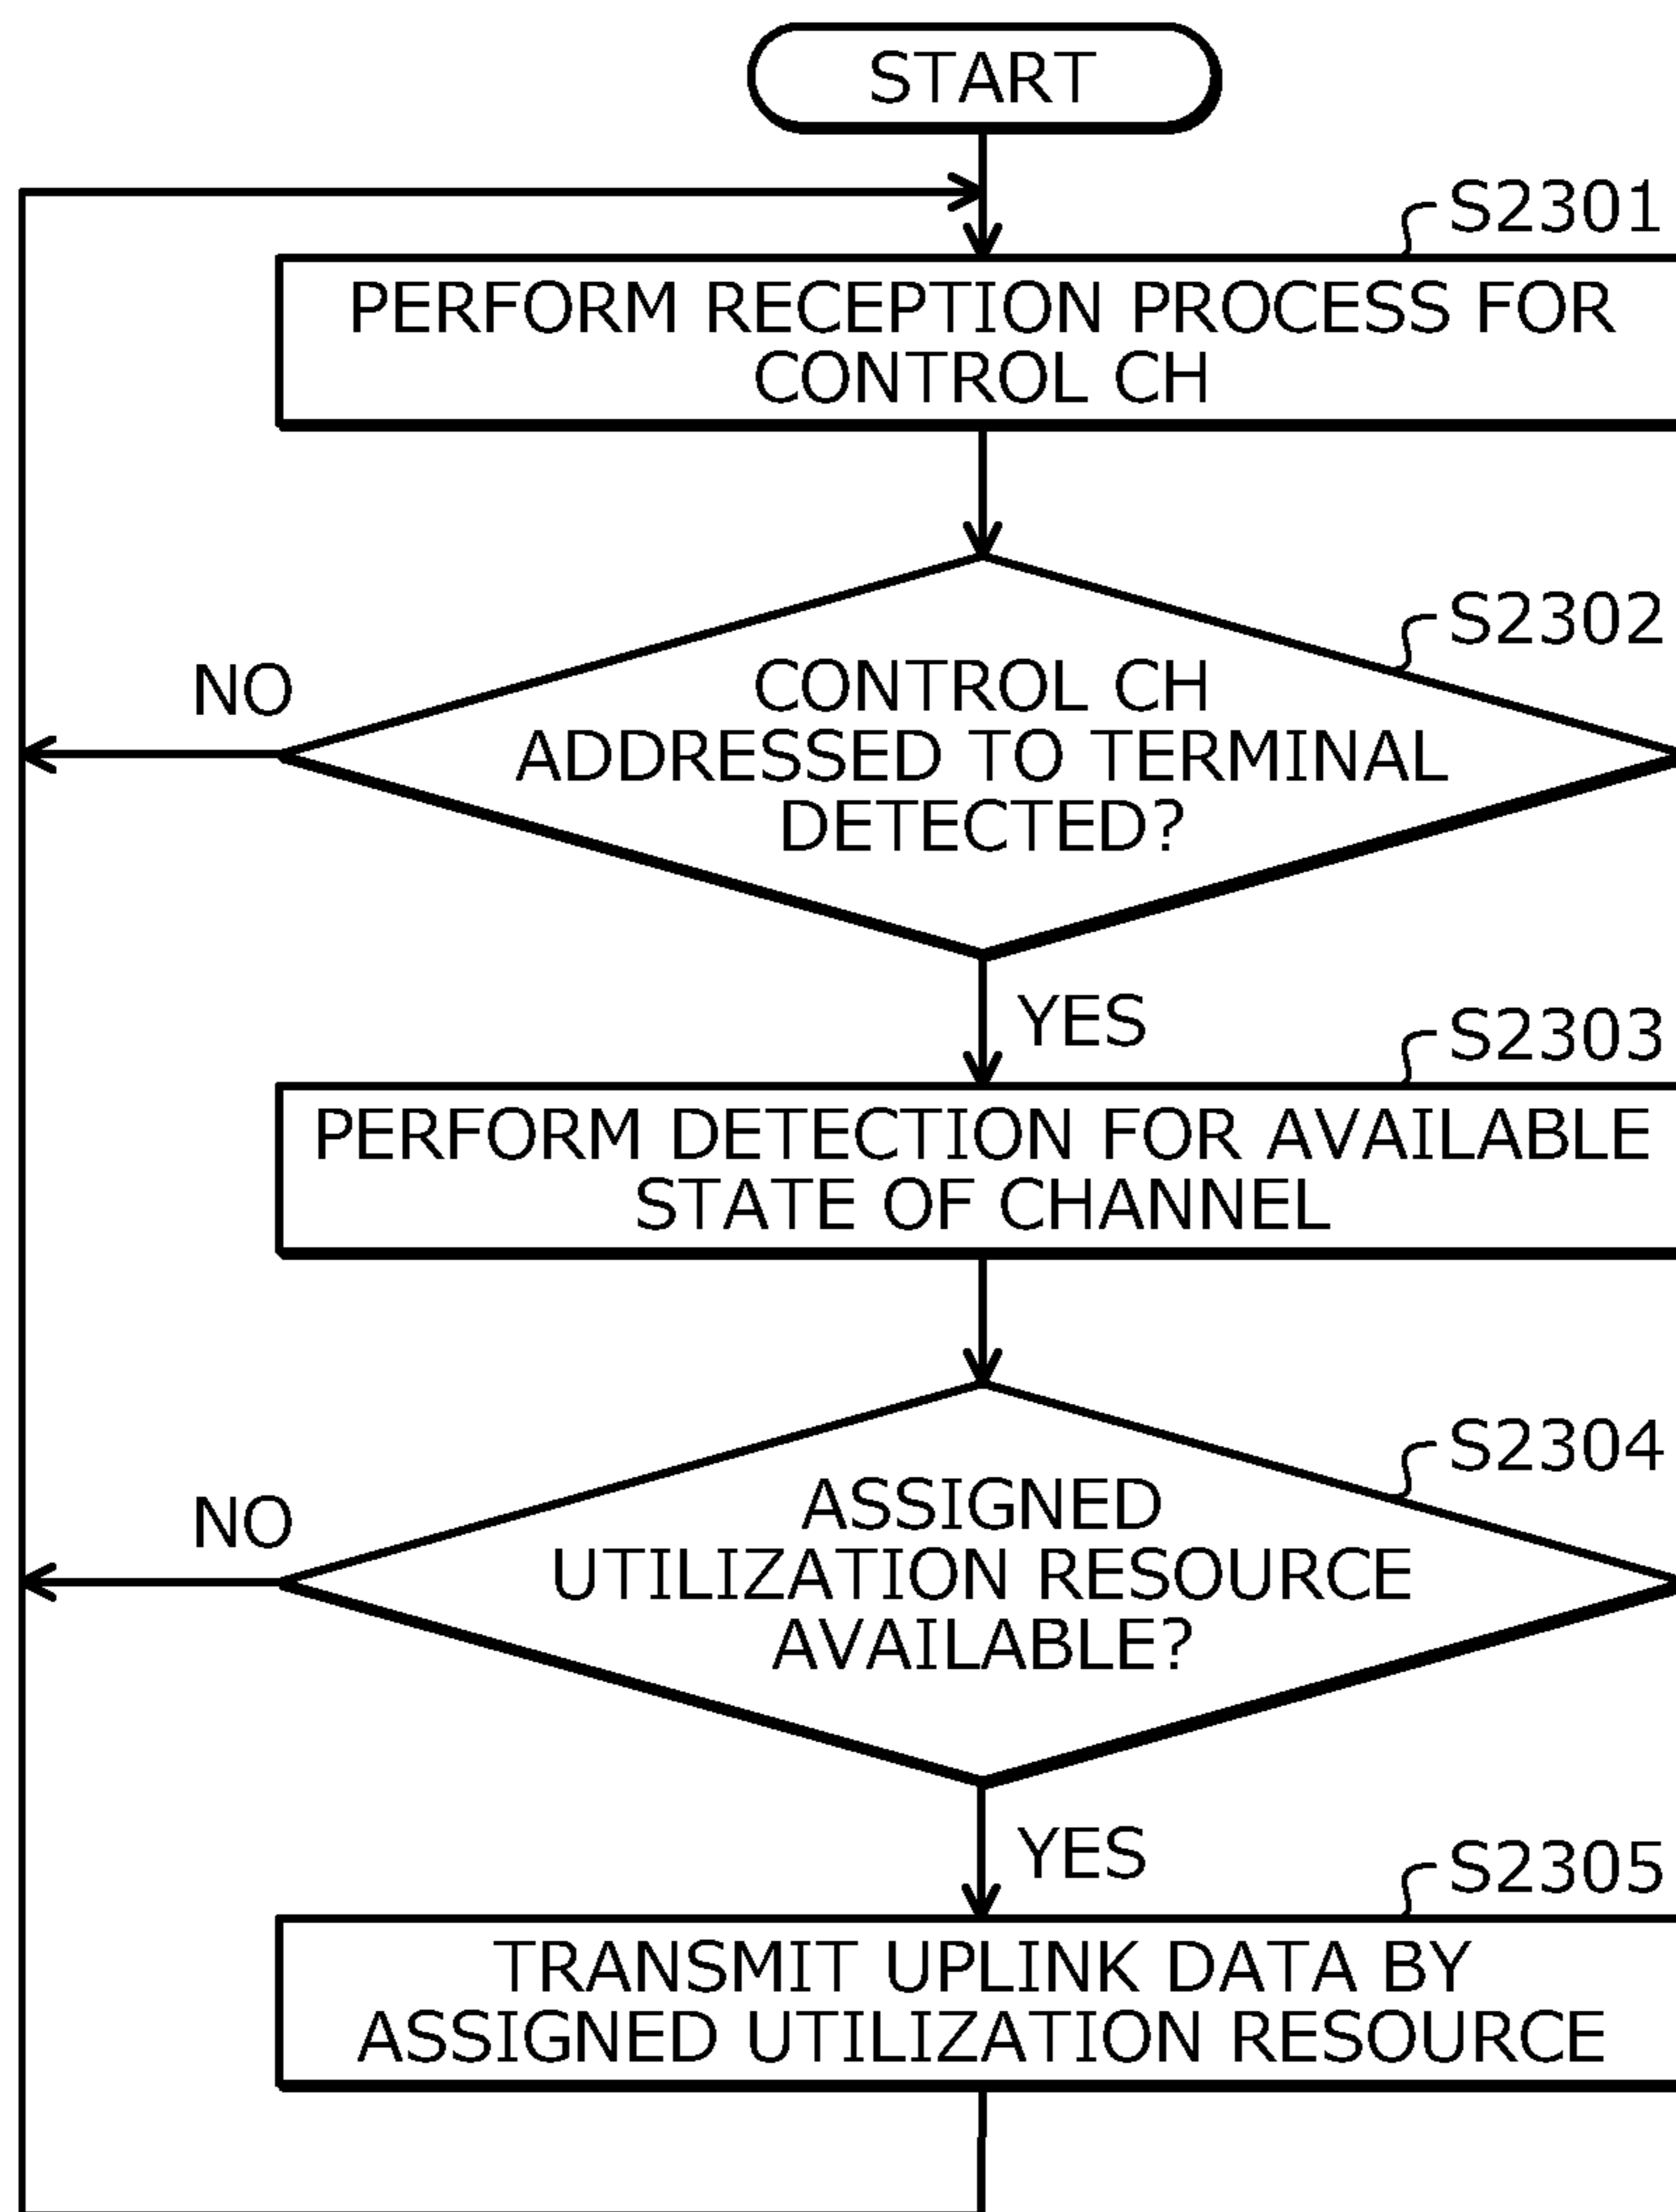 START
S2301
PERFORM RECEPTION PROCESS FOR
CONTROL CH
S2302
NO
CONTROL CH
ADDRESSED TO TERMINAL
DETECTED?
YES
S2303
PERFORM DETECTION FOR AVAILABLE
STATE OF CHANNEL
S2304
NO
ASSIGNED
UTILIZATION RESOURCE
AVAILABLE?
YES
S2305
TRANSMIT UPLINK DATA BY
ASSIGNED UTILIZATION RESOURCE